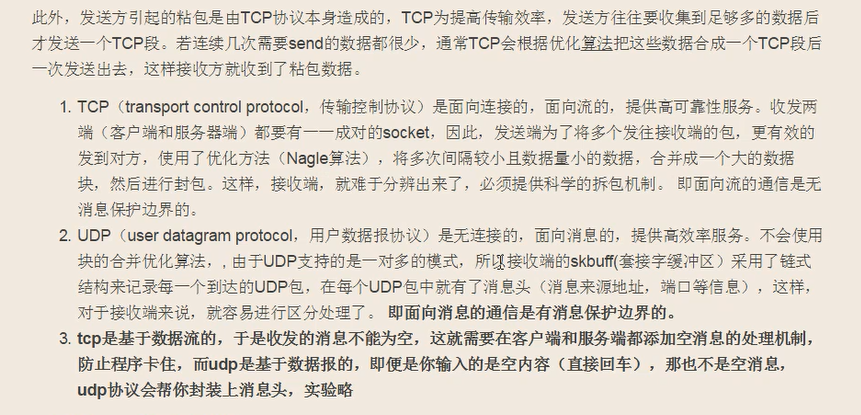 此外，发送方引起的粘包是由TCP协议本身造成的，TCP为提高传输效率，发送方往往要收集到足够多的数据后
才发送一个TCP段。若连续几次需要send的数据都很少，通常TCP会根据优化算法把这些数据合成一个TCP段后
一次发送出去，这样接收方就收到了粘包数据。
1. TCP（transport control protocol，传输控制协议）是面向连接的，面向流的，提供高可靠性服务。收发两
端（客户端和服务器端）都要有一一成对的socket，因此，发送端为了将多个发往接收端的包，更有效的
发到对方，使用了优化方法（Nagle算法），将多次间隔较小且数据量小的数据，合并成一个大的数据
块，然后进行封包。这样，接收端，就难于分辨出来了，必须提供科学的拆包机制。 即面向流的通信是无
消息保护边界的。
2. UDP（user datagram protocol，用户数据报协议）是无连接的，面向消息的，提供高效率服务。不会使用
块的合并优化算法，, 由于UDP支持的是一对多的模式，所以接收端的skbuff(套接字缓冲区）采用了链式
结构来记录每一个到达的UDP包，在每个UDP包中就有了消息头（消息来源地址，端口等信息），这样，
对于接收端来说，就容易进行区分处理了。 即面向消息的通信是有消息保护边界的。
3. tcp是基于数据流的，于是收发的消息不能为空，这就需要在客户端和服务端都添加空消息的处理机制，
防止程序卡住，而udp是基于数据报的，即便是你输入的是空内容（直接回车），那也不是空消息，
udp协议会帮你封装上消息头，实验略